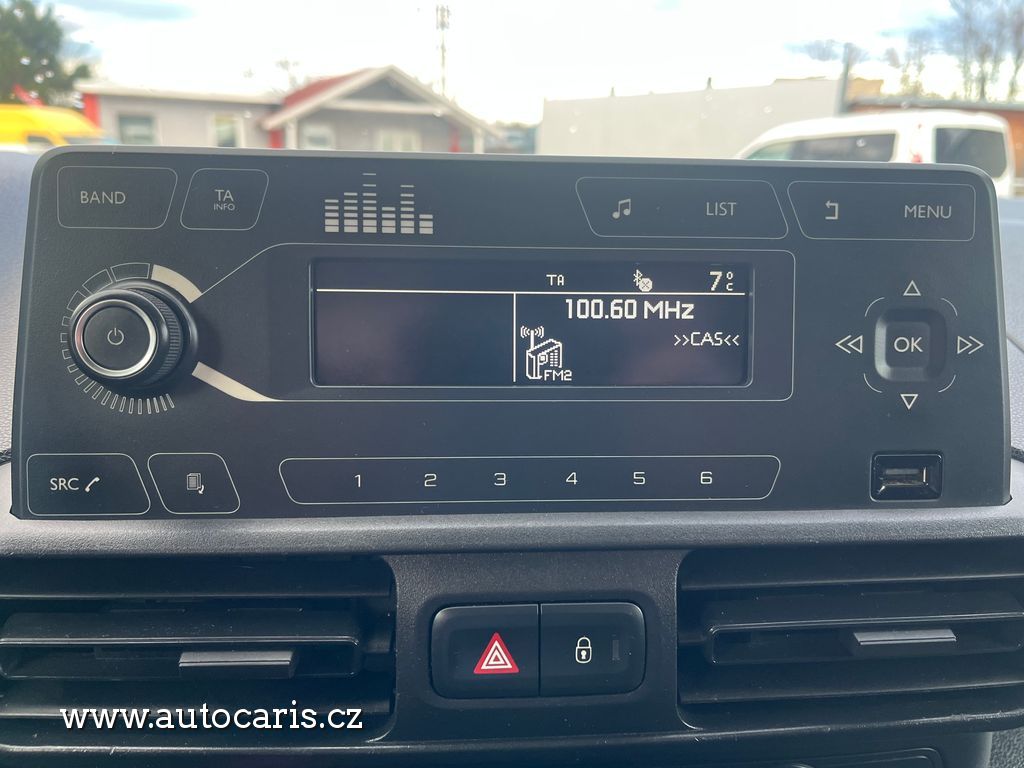 BAND
TA
INFO
LIST
MENU
TA
7°C
100.60 MHz
>>CAS<<
FM2
OK
SRC
1 2 3 4 5 6
www.autocaris.cz